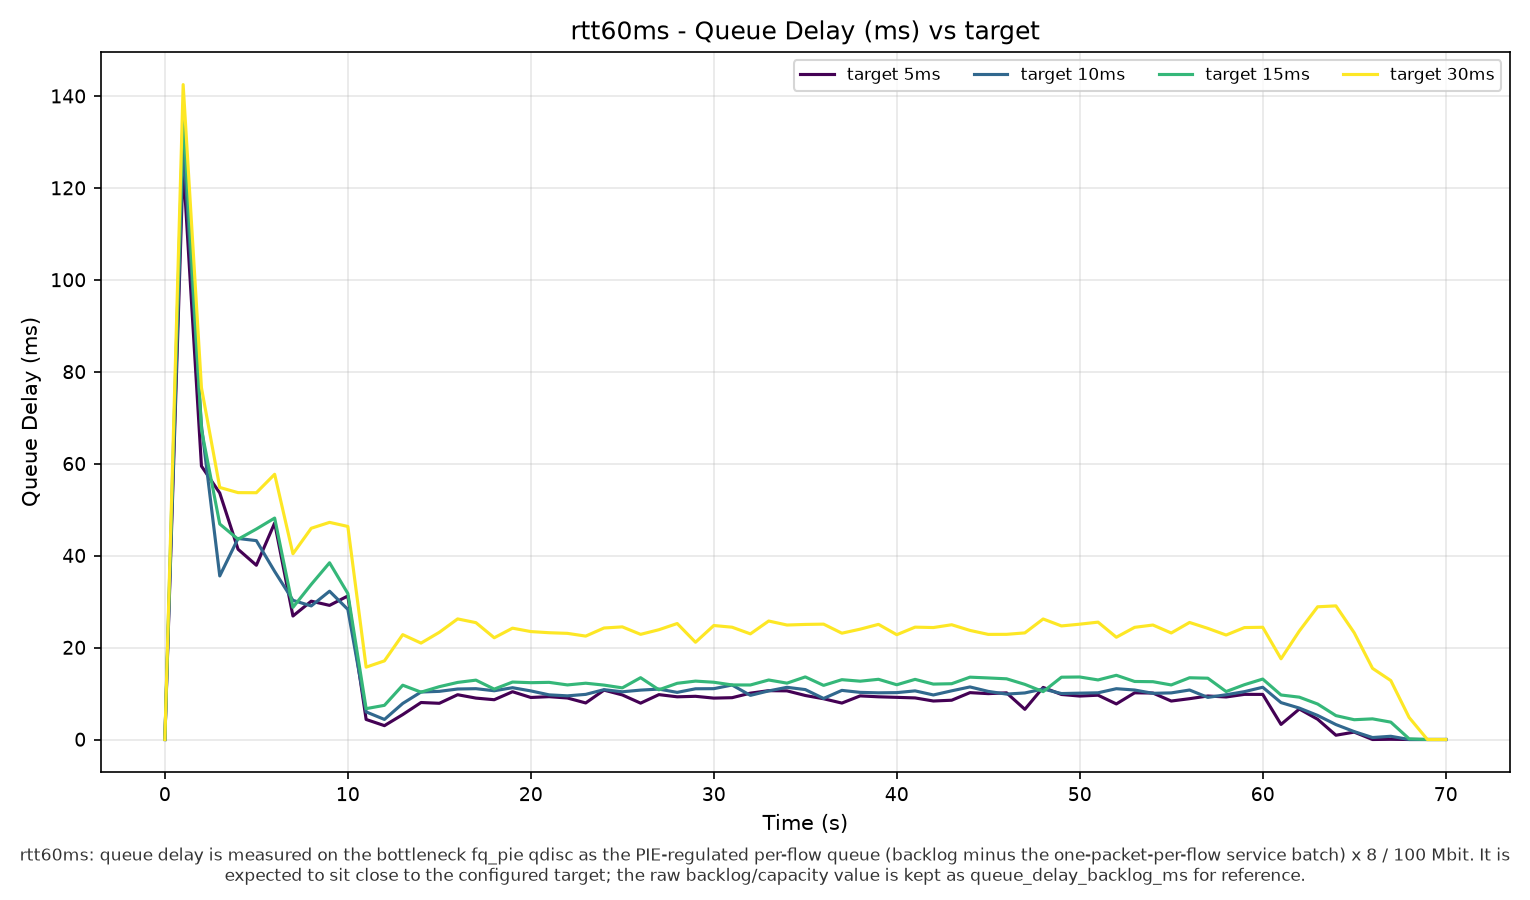 rtt60ms - Queue Delay (ms) vs target
target 5ms
target 10ms
target 15ms
target 30ms
Queue Delay (ms)
140
120
100
80
60
40
20
0
0
10
20
30
40
50
60
70
Time (s)
rtt60ms: queue delay is measured on the bottleneck fq_pie qdisc as the PIE-regulated per-flow queue (backlog minus the one-packet-per-flow service batch) x 8 / 100 Mbit. It is
expected to sit close to the configured target; the raw backlog/capacity value is kept as queue_delay_backlog_ms for reference.